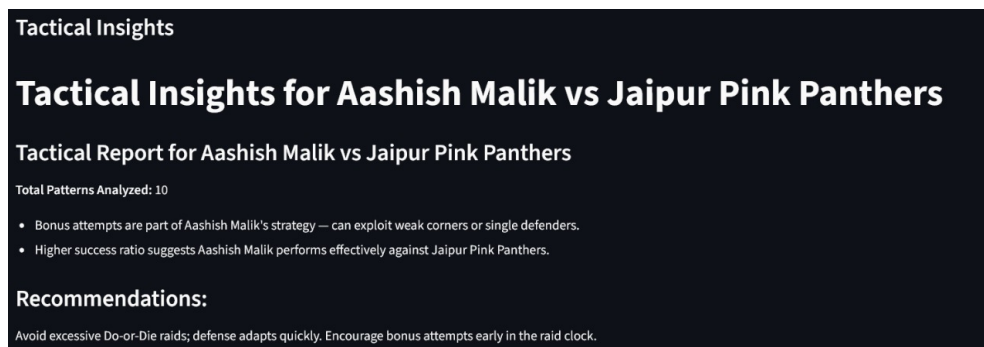 Tactical Insights
Tactical Insights for Aashish Malik vs Jaipur Pink Panthers
Tactical Report for Aashish Malik vs Jaipur Pink Panthers
Total Patterns Analyzed: 10
• Bonus attempts are part of Aashish Malik's strategy — can exploit weak corners or single defenders.
• Higher success ratio suggests Aashish Malik performs effectively against Jaipur Pink Panthers.
Recommendations:
Avoid excessive Do-or-Die raids; defense adapts quickly. Encourage bonus attempts early in the raid clock.